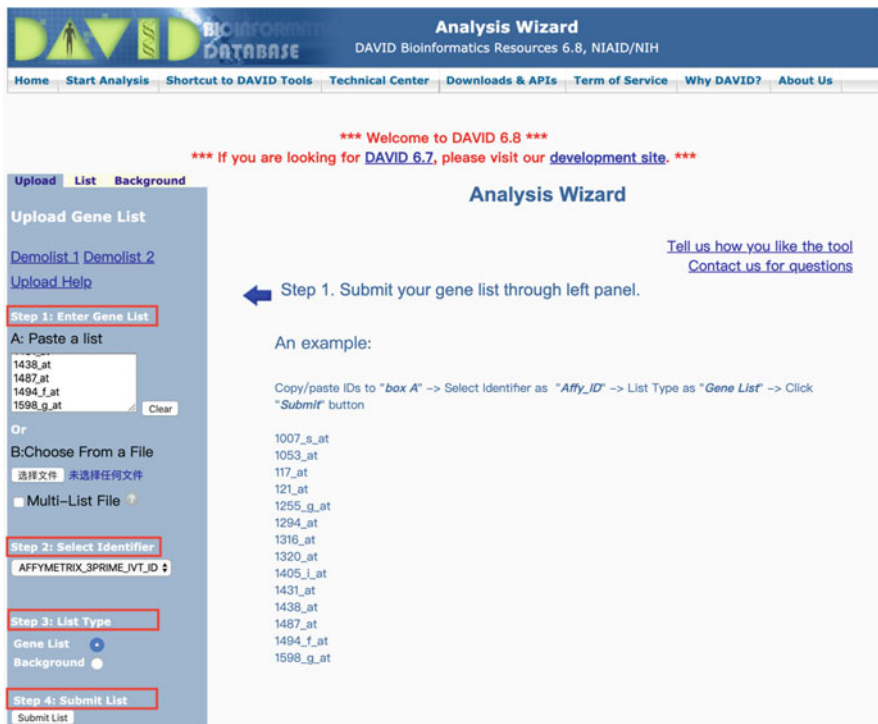 DAVID BIOINFORMATICS
DATABASE
Analysis Wizard
DAVID Bioinformatics Resources 6.8, NIAID/NIH
Home Start Analysis Shortcut to DAVID Tools Technical Center Downloads & APIs Term of Service Why DAVID? About Us
*** Welcome to DAVID 6.8 ***
*** If you are looking for DAVID 6.7, please visit our development site. ***
Upload List Background
Upload Gene List
Demolist 1 Demolist 2
Upload Help
Step 1: Enter Gene List
A: Paste a list
1438_at
1487_at
1494_f_at
1598_g_at
Clear
Or
B:Choose From a File
选择文件 未选择任何文件
Multi-List File
Step 2: Select Identifier
AFFYMETRIX_3PRIME_IVT_ID
Step 3: List Type
Gene List
Background
Step 4: Submit List
Submit List
Analysis Wizard
Tell us how you like the tool
Contact us for questions
Step 1. Submit your gene list through left panel.
An example:
Copy/paste IDs to "box A" -> Select Identifier as "Affy_ID" -> List Type as "Gene List" -> Click
"Submit" button
1007_s_at
1053_at
117_at
121_at
1255_g_at
1294_at
1316_at
1320_at
1405_i_at
1431_at
1438_at
1487_at
1494_f_at
1598_g_at